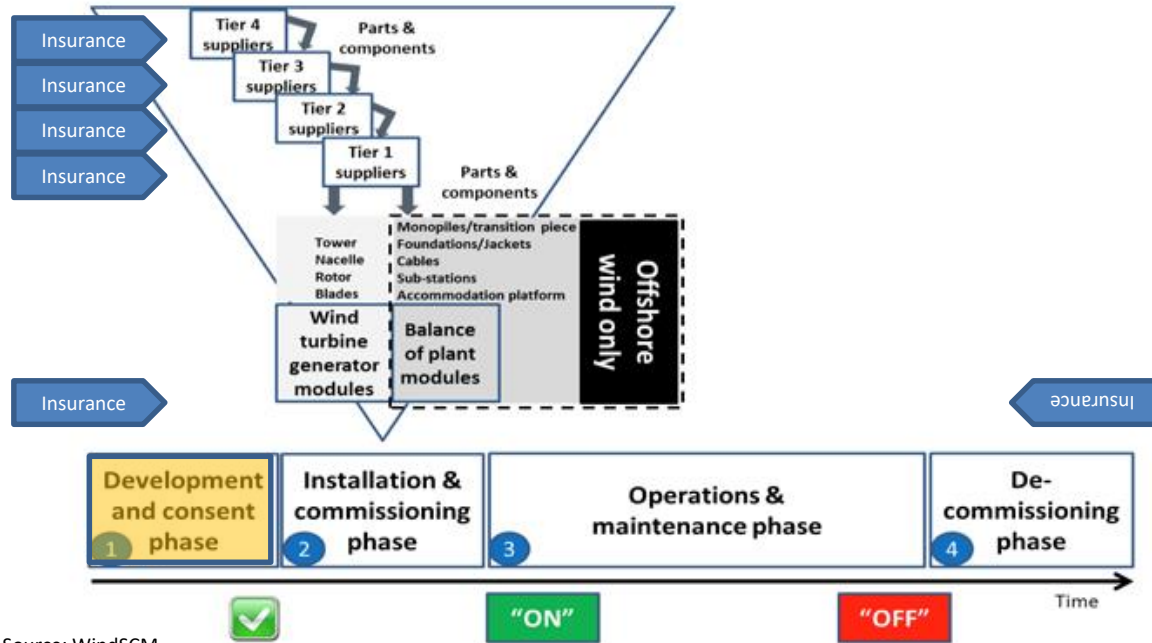 Insurance
Insurance
Insurance
Insurance
Tier 4
suppliers
Parts &
components
Tier 3
suppliers
Tier 2
suppliers
Tier 1
suppliers
Parts &
components
Tower
Nacelle
Rotor
Blades
Monopiles/transition piece
Foundations/Jackets
Cables
Sub-stations
Accommodation platform
Offshore
wind only
Wind
turbine
generator
modules
Balance
of plant
modules
Insurance
Insurance
Development
and consent
phase
1
Installation &
commissioning
phase
2
Operations &
maintenance phase
3
De-
commissioning
phase
4
Time
"ON"
"OFF"
Source: WindSCM